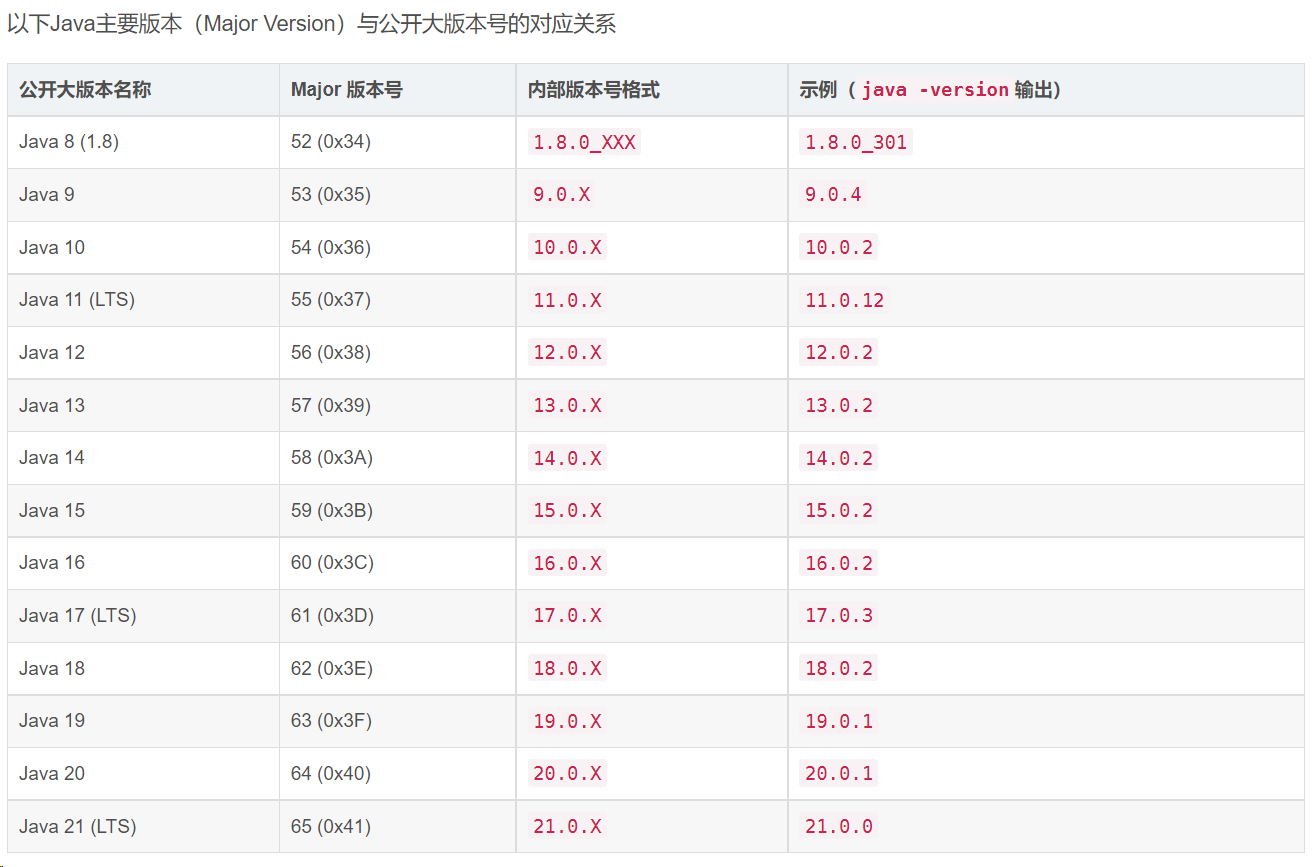 以下Java主要版本（Major Version）与公开大版本号的对应关系
公开大版本名称 Major 版本号 内部版本号格式 示例（ java -version 输出）
Java 8 (1.8) 52 (0x34) 1.8.0_XXX 1.8.0_301
Java 9 53 (0x35) 9.0.X 9.0.4
Java 10 54 (0x36) 10.0.X 10.0.2
Java 11 (LTS) 55 (0x37) 11.0.X 11.0.12
Java 12 56 (0x38) 12.0.X 12.0.2
Java 13 57 (0x39) 13.0.X 13.0.2
Java 14 58 (0x3A) 14.0.X 14.0.2
Java 15 59 (0x3B) 15.0.X 15.0.2
Java 16 60 (0x3C) 16.0.X 16.0.2
Java 17 (LTS) 61 (0x3D) 17.0.X 17.0.3
Java 18 62 (0x3E) 18.0.X 18.0.2
Java 19 63 (0x3F) 19.0.X 19.0.1
Java 20 64 (0x40) 20.0.X 20.0.1
Java 21 (LTS) 65 (0x41) 21.0.X 21.0.0